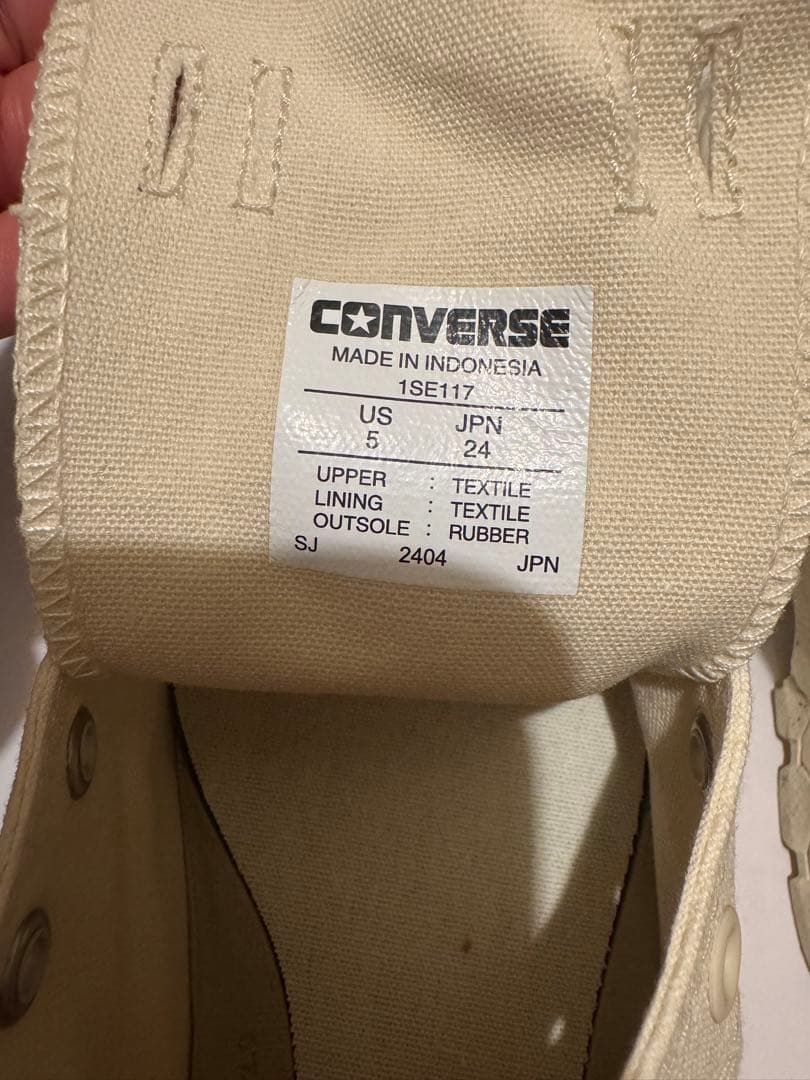 CONVERSE
MADE IN INDONESIA
1SE117
US JPN
5 24
UPPER : TEXTILE
LINING : TEXTILE
OUTSOLE : RUBBER
SJ 2404 JPN